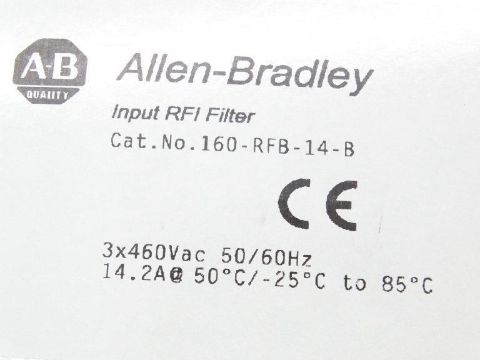 A-B
QUALITY
Allen-Bradley
Input RFI Filter
Cat.No.160-RFB-14-B
CE
3x460Vac 50/60Hz
14.2A@ 50°C/-25°C to 85°C